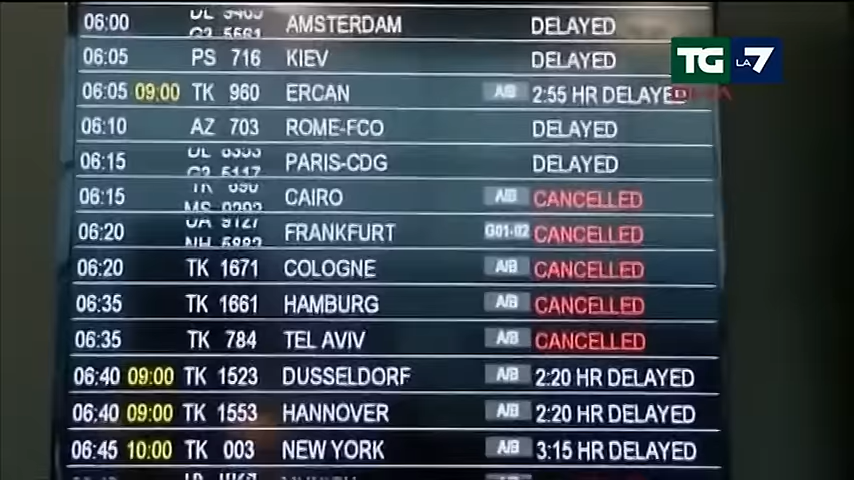 06:00 AMSTERDAM DELAYED
06:05 PS 716 KIEV DELAYED
TG LA 7
06:05 09:00 TK 960 ERCAN A/B 2:55 HR DELAYED
06:10 AZ 703 ROME-FCO DELAYED
06:15 PARIS-CDG DELAYED
06:15 CAIRO A/B CANCELLED
06:20 FRANKFURT G01-02 CANCELLED
06:20 TK 1671 COLOGNE A/B CANCELLED
06:35 TK 1661 HAMBURG A/B CANCELLED
06:35 TK 784 TEL AVIV A/B CANCELLED
06:40 09:00 TK 1523 DUSSELDORF A/B 2:20 HR DELAYED
06:40 09:00 TK 1553 HANNOVER A/B 2:20 HR DELAYED
06:45 10:00 TK 003 NEW YORK A/B 3:15 HR DELAYED